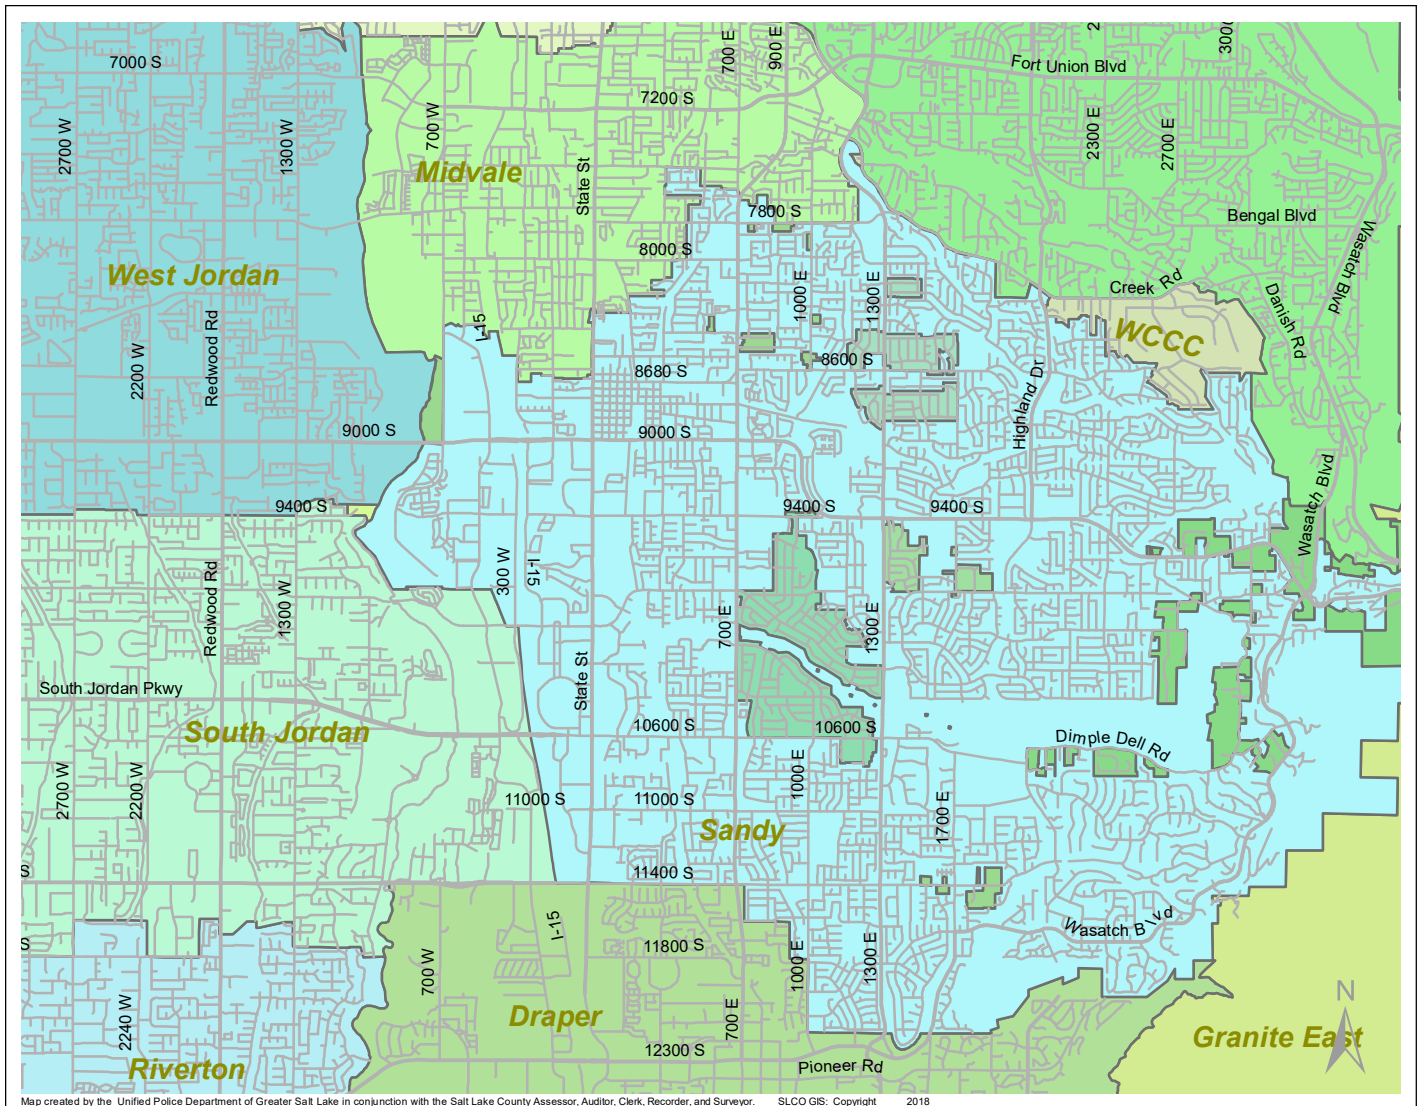 7000 S
2700 W
1300 W
700 W
Midvale
7200 S
700 E
900 E
Fort Union Blvd
2
3000
2300 E
2700 E
State St
7800 S
Bengal Blvd
Wasatch Blvd
8000 S
West Jordan
Creek Rd
1000 E
1300 E
Danish Rd
WCCC
I-15
Redwood Rd
2200 W
8680 S
8600 S
Highland Dr
9000 S
9000 S
9400 S
9400 S
9400 S
Wasatch Blvd
300 W
I-15
Redwood Rd
1300 W
700 E
1300 E
State St
South Jordan Pkwy
South Jordan
10600 S
10600 S
Dimple Dell Rd
2700 W
2200 W
1000 E
11000 S
11000 S
1700 E
Sandy
S
11400 S
Wasatch Blvd
S
I-15
11800 S
700 W
1000 E
1300 E
2240 W
Draper
700 E
N
Granite East
12300 S
Riverton
Pioneer Rd
Map created by the Unified Police Department of Greater Salt Lake in conjunction with the Salt Lake County Assessor, Auditor, Clerk, Recorder, and Surveyor. SLCO GIS: Copyright 2018